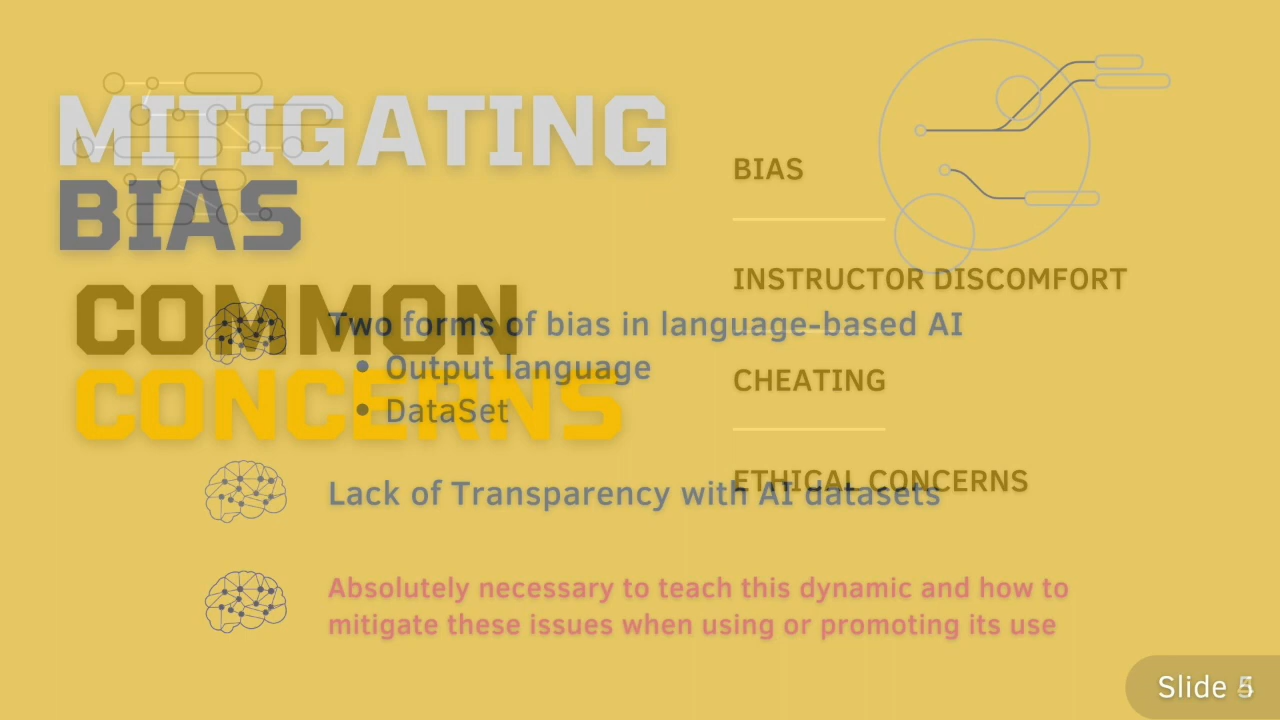 MITIGATING
BIAS
COMMON
CONCERNS
BIAS
INSTRUCTOR DISCOMFORT
CHEATING
ETHICAL CONCERNS
Two forms of bias in language-based AI
• Output language
• DataSet
Lack of Transparency with AI datasets
Absolutely necessary to teach this dynamic and how to
mitigate these issues when using or promoting its use
Slide